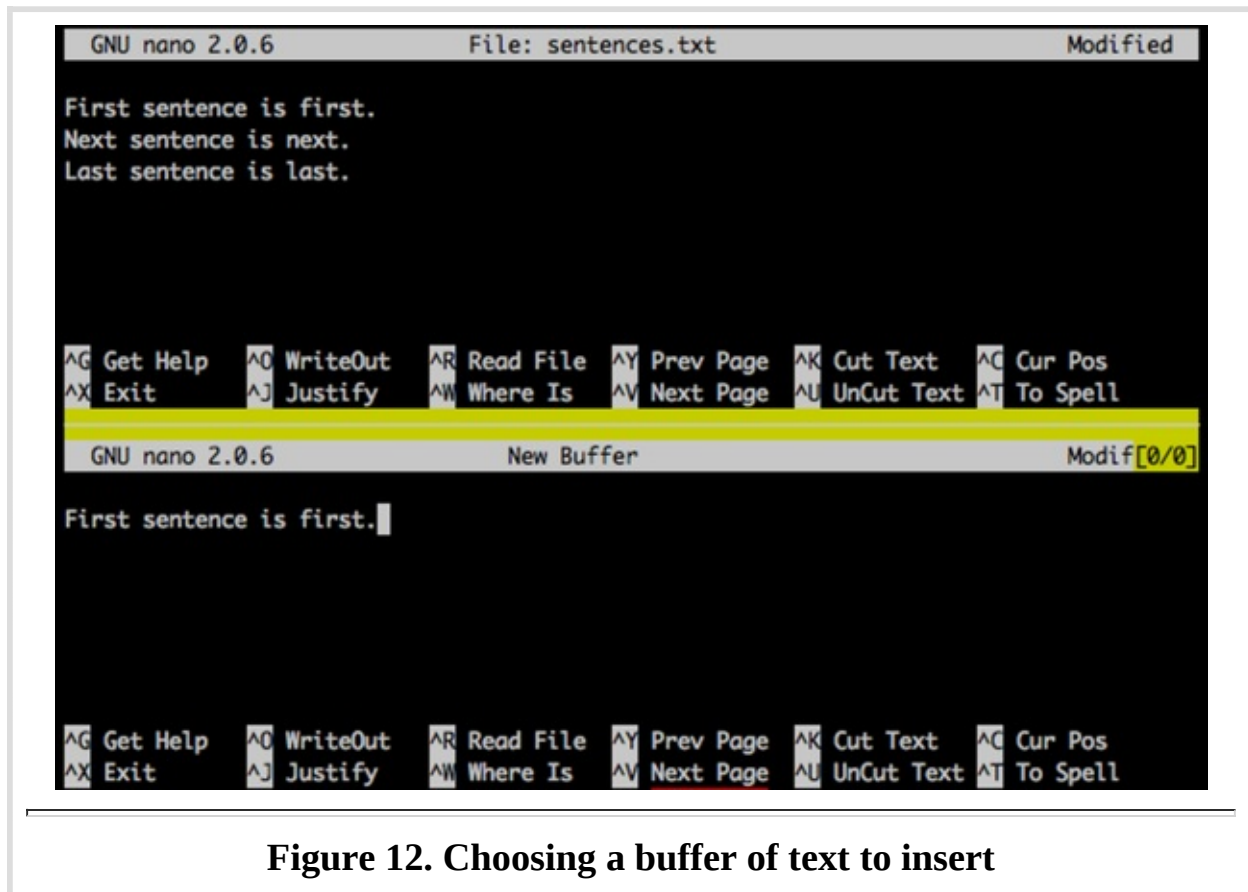 GNU nano 2.0.6 File: sentences.txt Modified
First sentence is first.
Next sentence is next.
Last sentence is last.
^G Get Help ^O WriteOut ^R Read File ^Y Prev Page ^K Cut Text ^C Cur Pos
^X Exit ^J Justify ^W Where Is ^V Next Page ^U UnCut Text ^T To Spell
GNU nano 2.0.6 New Buffer Modif[0/0]
First sentence is first.
^G Get Help ^O WriteOut ^R Read File ^Y Prev Page ^K Cut Text ^C Cur Pos
^X Exit ^J Justify ^W Where Is ^V Next Page ^U UnCut Text ^T To Spell
Figure 12. Choosing a buffer of text to insert